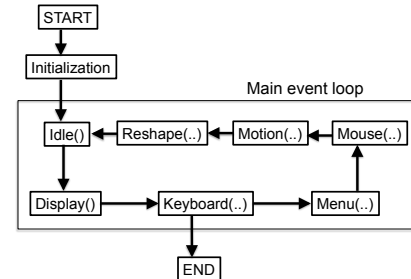 START
Initialization
Main event loop
Idle()
Reshape(..)
Motion(..)
Mouse(..)
Display()
Keyboard(..)
Menu(..)
END